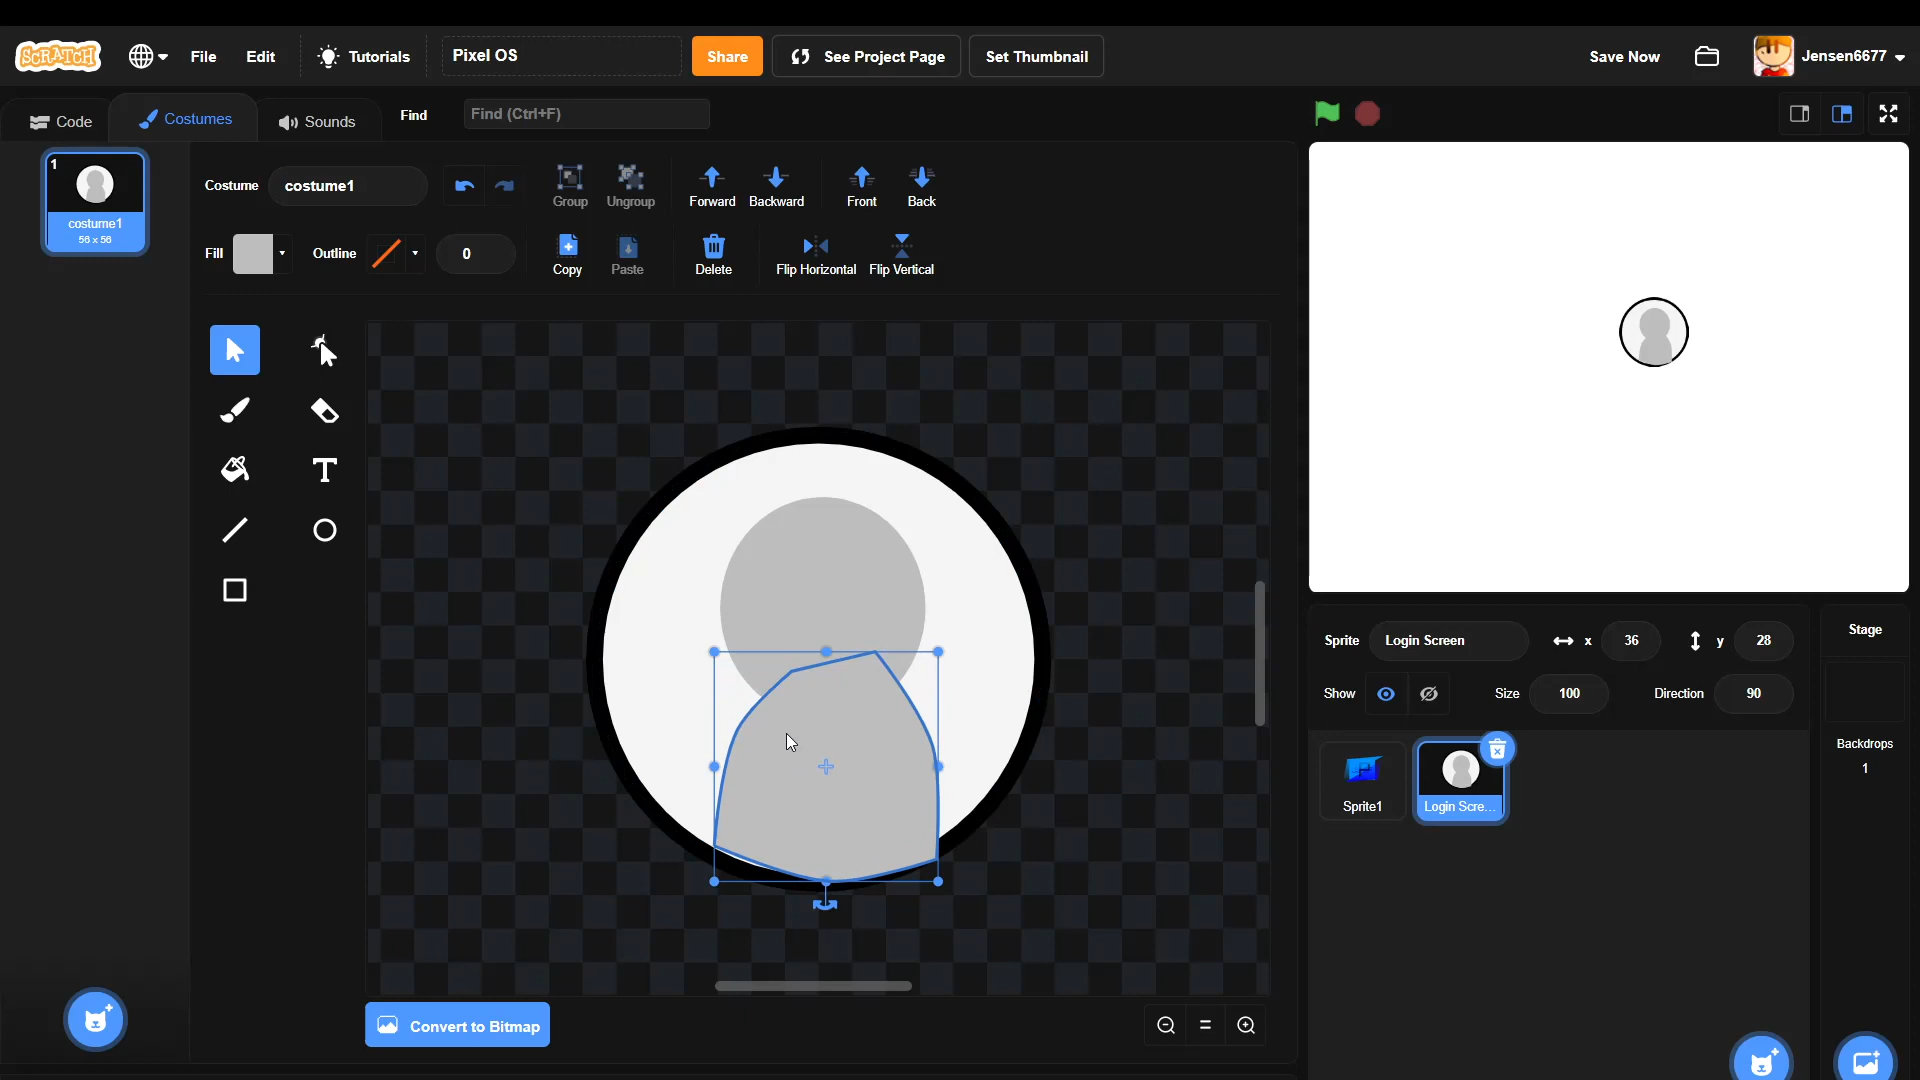 SCRATCH File Edit Tutorials Pixel OS Share See Project Page Set Thumbnail Save Now Jensen6677
Code Costumes Sounds Find Find (Ctrl+F)
1
costume1
56 x 56
Costume costume1 Group Ungroup Forward Backward Front Back
Fill Outline 0 Copy Paste Delete Flip Horizontal Flip Vertical
Convert to Bitmap
Sprite Login Screen x 36 y 28
Show Size 100 Direction 90
Sprite1 Login Scre...
Stage
Backdrops
1